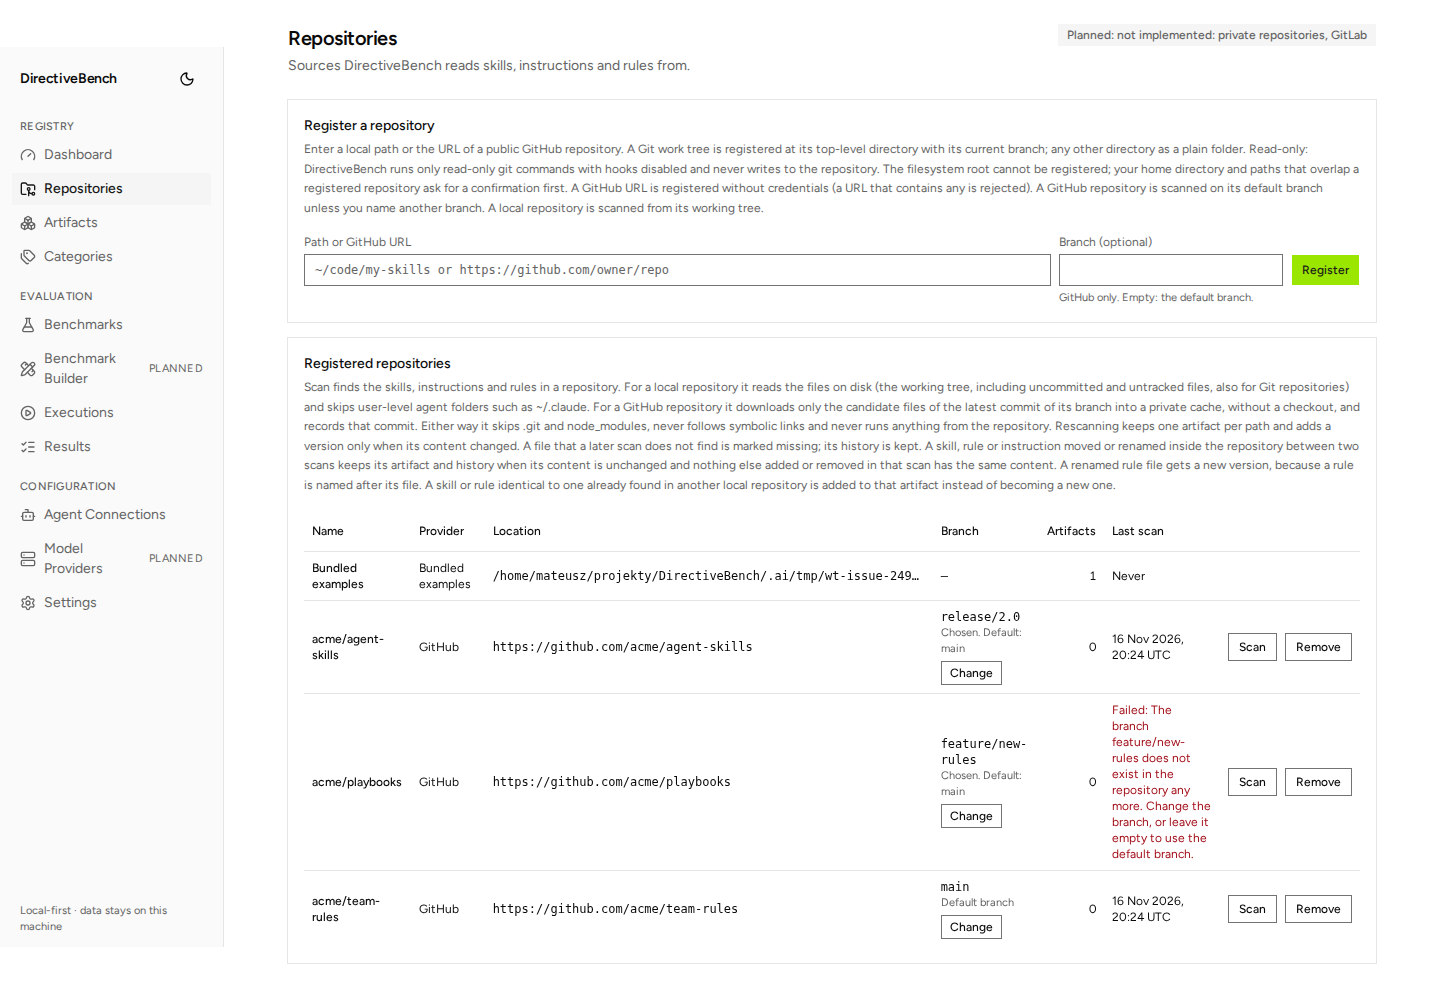 DirectiveBench
REGISTRY
Dashboard
Repositories
Artifacts
Categories
EVALUATION
Benchmarks
Benchmark
Builder
PLANNED
Executions
Results
CONFIGURATION
Agent Connections
Model
Providers
PLANNED
Settings
Local-first · data stays on this
machine
Repositories
Planned: not implemented: private repositories, GitLab
Sources DirectiveBench reads skills, instructions and rules from.
Register a repository
Enter a local path or the URL of a public GitHub repository. A Git work tree is registered at its top-level directory with its current branch; any other directory as a plain folder. Read-only:
DirectiveBench runs only read-only git commands with hooks disabled and never writes to the repository. The filesystem root cannot be registered; your home directory and paths that overlap a
registered repository ask for a confirmation first. A GitHub URL is registered without credentials (a URL that contains any is rejected). A GitHub repository is scanned on its default branch
unless you name another branch. A local repository is scanned from its working tree.
Path or GitHub URL
Branch (optional)
~/code/my-skills or https://github.com/owner/repo
Register
GitHub only. Empty: the default branch.
Registered repositories
Scan finds the skills, instructions and rules in a repository. For a local repository it reads the files on disk (the working tree, including uncommitted and untracked files, also for Git repositories)
and skips user-level agent folders such as ~/.claude. For a GitHub repository it downloads only the candidate files of the latest commit of its branch into a private cache, without a checkout, and
records that commit. Either way it skips .git and node_modules, never follows symbolic links and never runs anything from the repository. Rescanning keeps one artifact per path and adds a
version only when its content changed. A file that a later scan does not find is marked missing; its history is kept. A skill, rule or instruction moved or renamed inside the repository between two
scans keeps its artifact and history when its content is unchanged and nothing else added or removed in that scan has the same content. A renamed rule file gets a new version, because a rule
is named after its file. A skill or rule identical to one already found in another local repository is added to that artifact instead of becoming a new one.
Name Provider Location Branch Artifacts Last scan
Bundled
examples
Bundled
examples
/home/mateusz/projekty/DirectiveBench/.ai/tmp/wt-issue-249…
—
1
Never
acme/agent-
skills
GitHub
https://github.com/acme/agent-skills
release/2.0
Chosen. Default:
main
Change
0
16 Nov 2026,
20:24 UTC
Scan
Remove
acme/playbooks
GitHub
https://github.com/acme/playbooks
feature/new-
rules
Chosen. Default:
main
Change
0
Failed: The
branch
feature/new-
rules does not
exist in the
repository any
more. Change the
branch, or leave it
empty to use the
default branch.
Scan
Remove
acme/team-
rules
GitHub
https://github.com/acme/team-rules
main
Default branch
Change
0
16 Nov 2026,
20:24 UTC
Scan
Remove